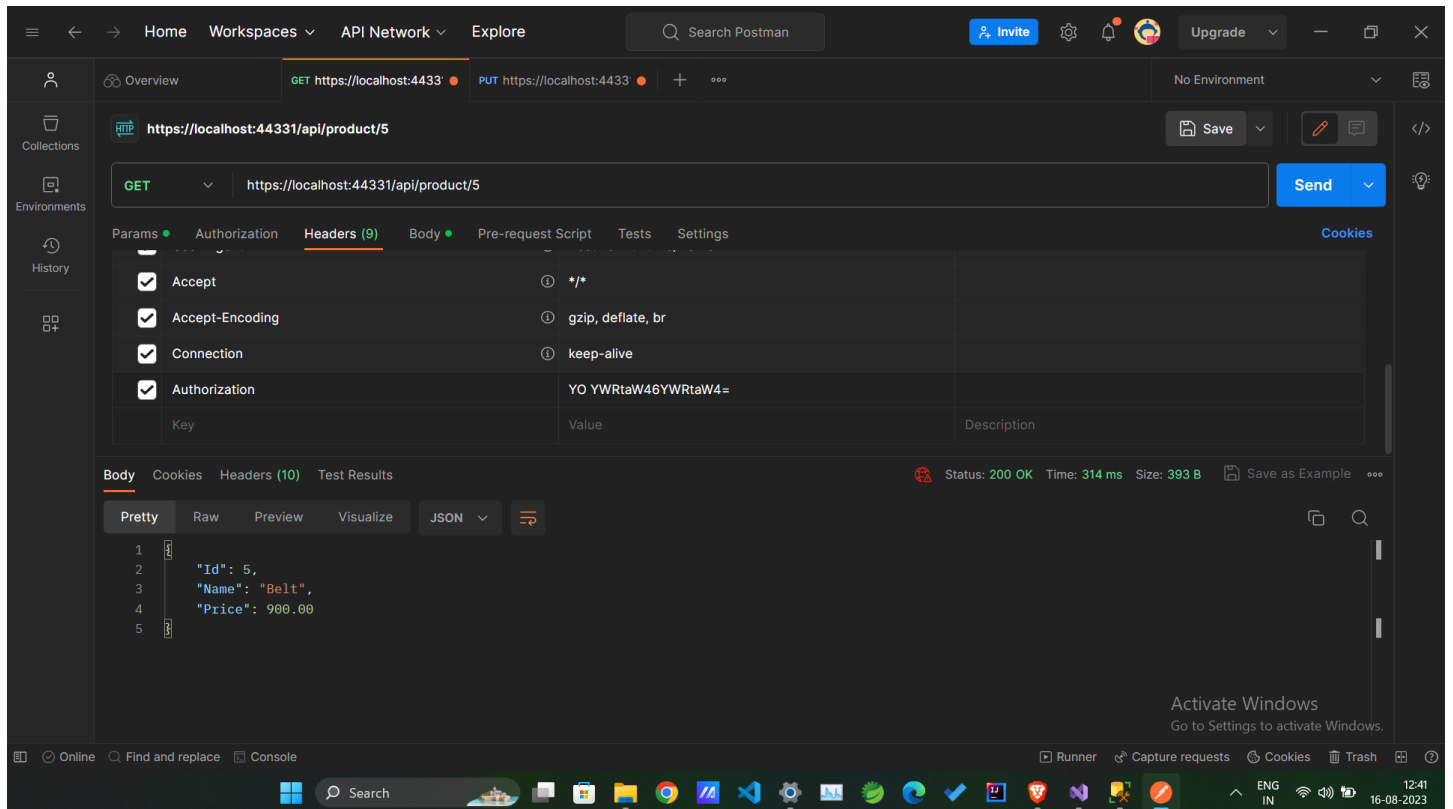 Home Workspaces API Network Explore Search Postman Invite Upgrade
Overview GET https://localhost:4433 PUT https://localhost:4433 No Environment
HTTP https://localhost:44331/api/product/5 Save
Collections
GET https://localhost:44331/api/product/5 Send
Environments
Params Authorization Headers (9) Body Pre-request Script Tests Settings Cookies
History
Accept */*
Accept-Encoding gzip, deflate, br
Connection keep-alive
Authorization YO YWRtaW46YWRtaW4=
Key Value Description
Body Cookies Headers (10) Test Results Status: 200 OK Time: 314 ms Size: 393 B Save as Example
Pretty Raw Preview Visualize JSON
1 {
2 "Id": 5,
3 "Name": "Belt",
4 "Price": 900.00
5 }
Activate Windows
Go to Settings to activate Windows.
Online Find and replace Console Runner Capture requests Cookies Trash
Search ENG 12:41
IN 16-08-2023